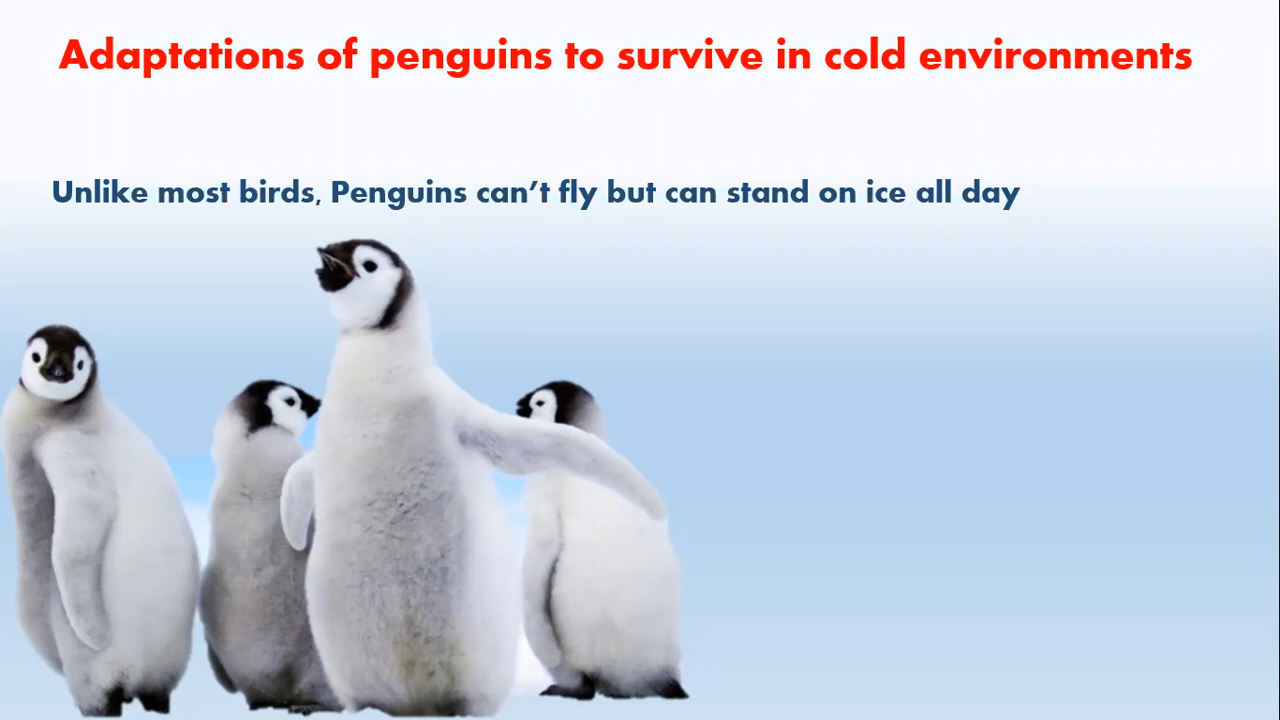 Adaptations of penguins to survive in cold environments
Unlike most birds, Penguins can’t fly but can stand on ice all day